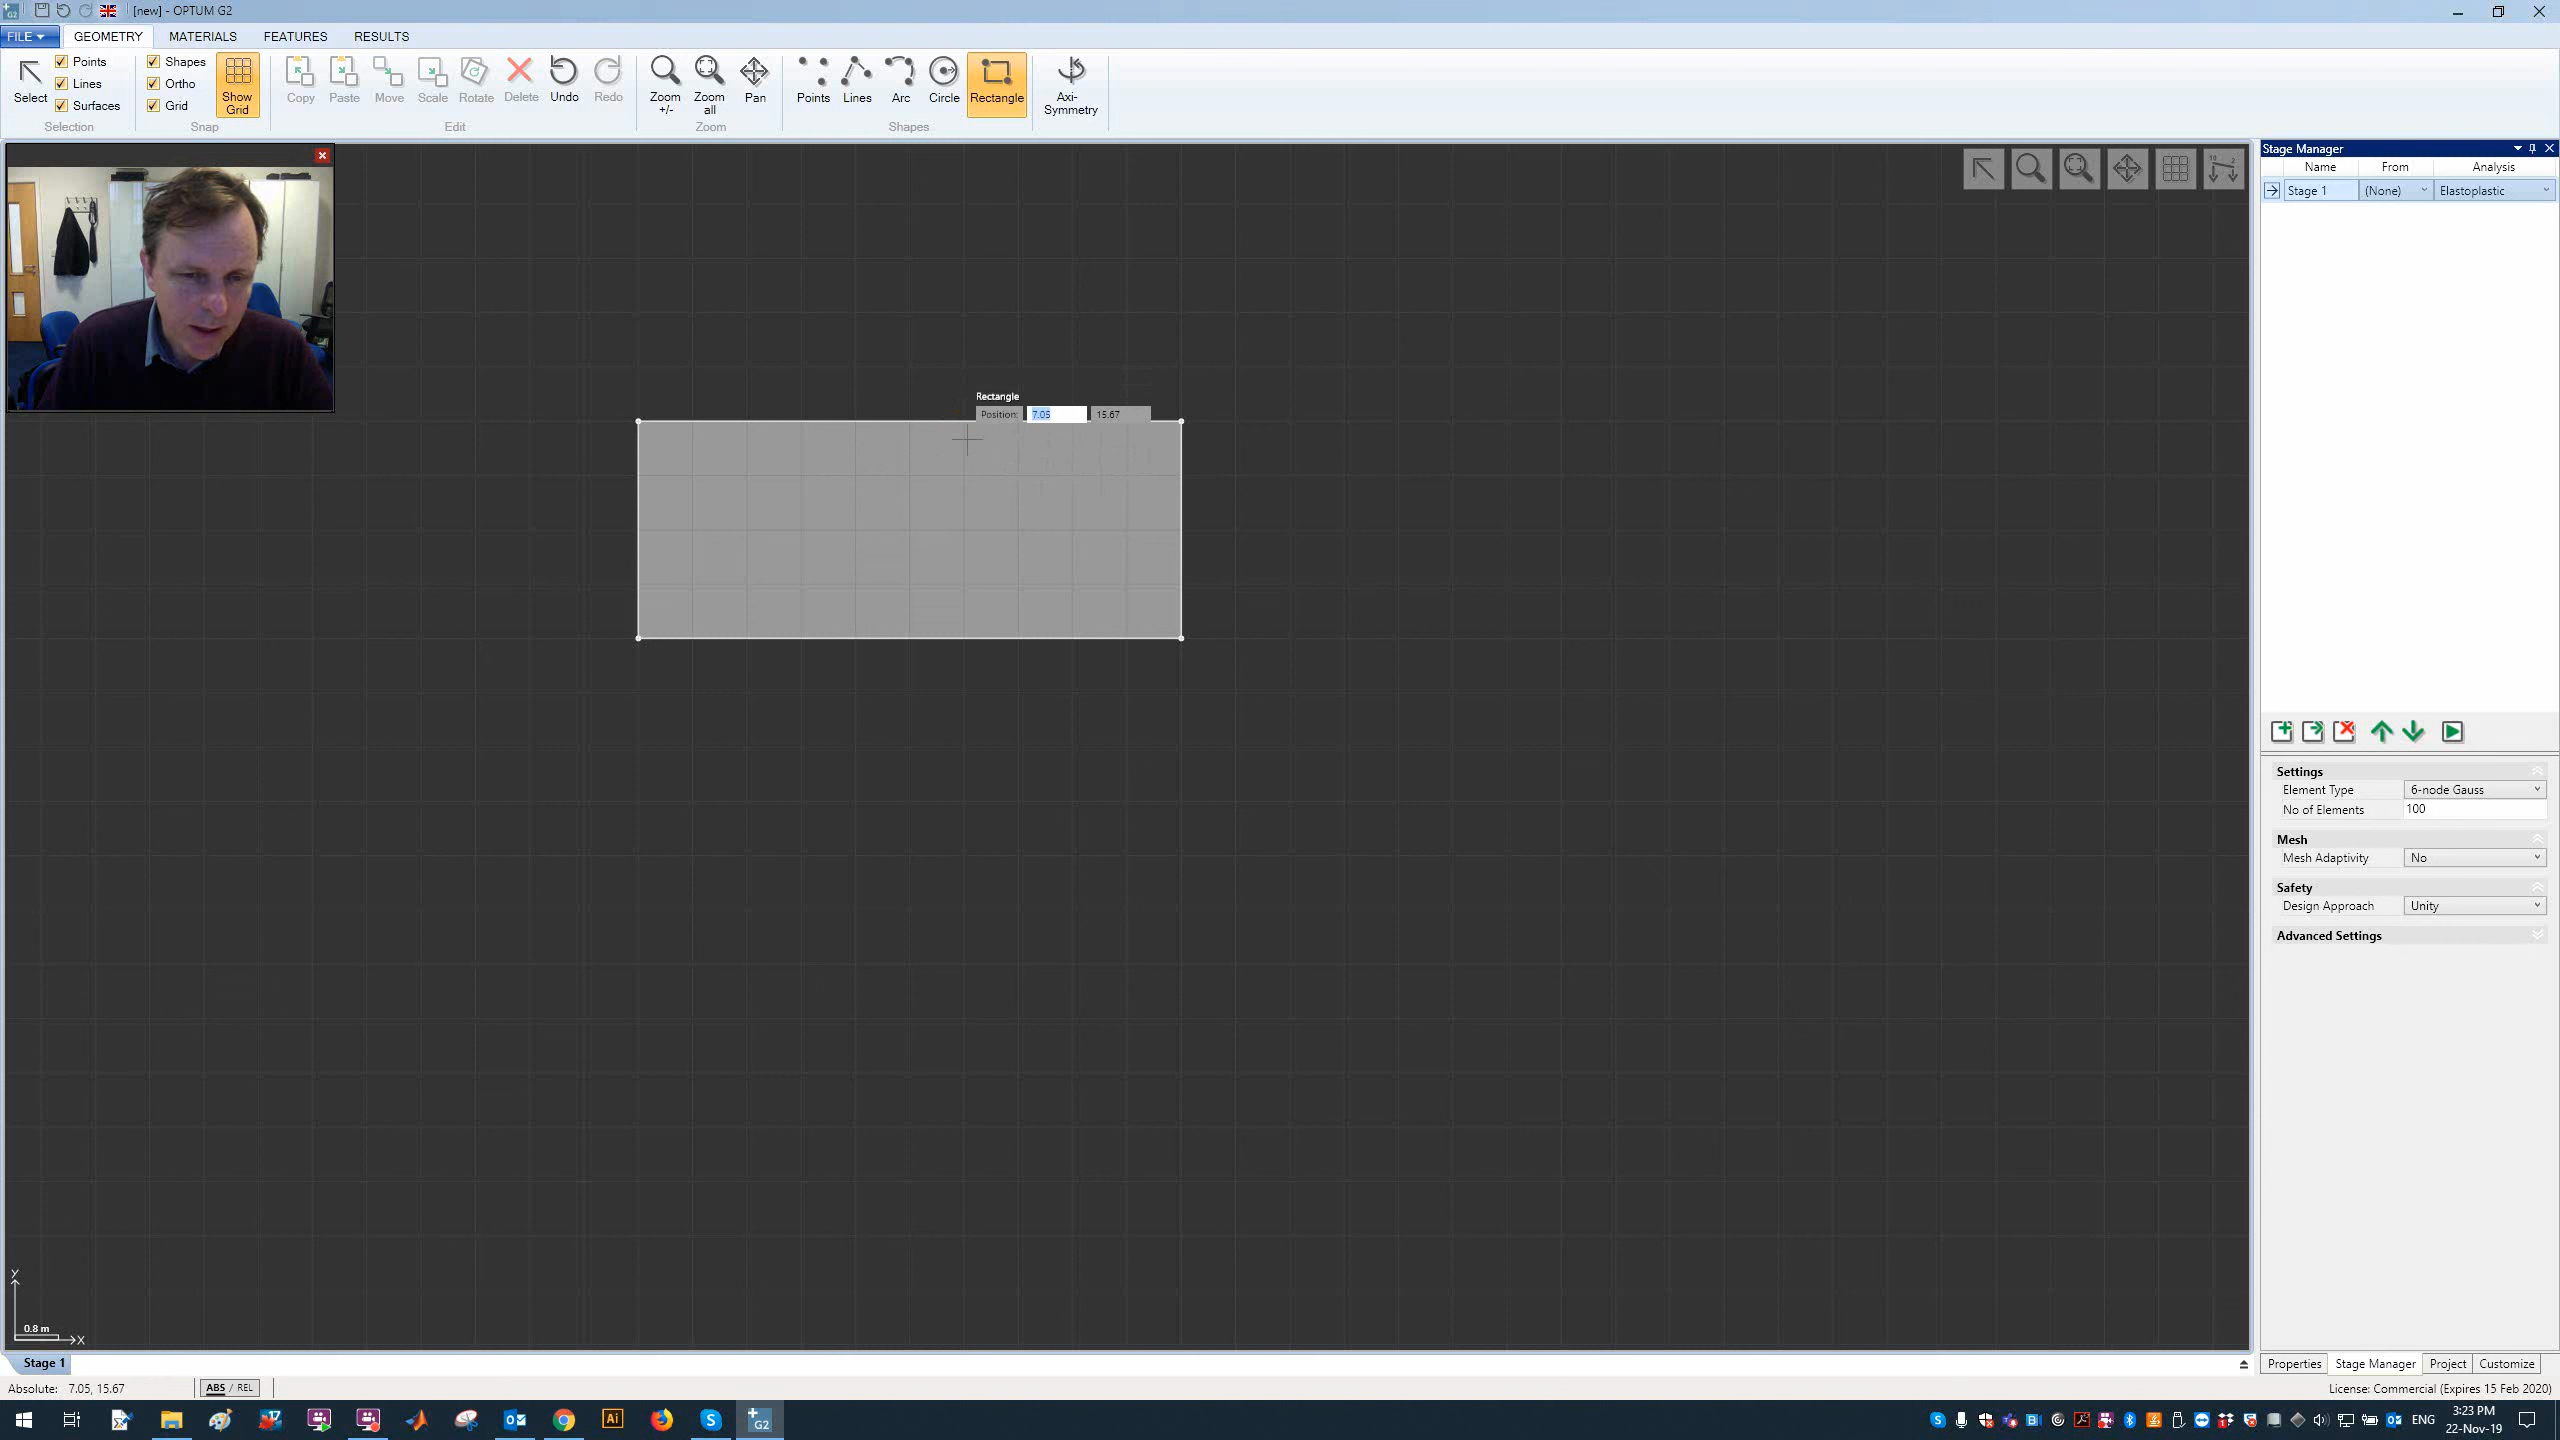 [new] - OPTUM G2
FILE
GEOMETRY
MATERIALS
FEATURES
RESULTS
Select
Points
Lines
Surfaces
Selection
Shapes
Ortho
Grid
Snap
Show
Grid
Copy
Paste
Move
Scale
Rotate
Delete
Undo
Redo
Edit
Zoom
+/-
Zoom
all
Pan
Zoom
Points
Lines
Arc
Circle
Rectangle
Shapes
Axi-
Symmetry
Rectangle
Position: 7.05 15.67
Stage Manager
Name From Analysis
Stage 1 (None) Elastoplastic
Settings
Element Type 6-node Gauss
No of Elements 100
Mesh
Mesh Adaptivity No
Safety
Design Approach Unity
Advanced Settings
Y
0.8 m
X
Stage 1
Properties Stage Manager Project Customize
Absolute: 7.05, 15.67 ABS / REL
License: Commercial (Expires 15 Feb 2020)
17
Ai
G2
ENG
3:23 PM
22-Nov-19